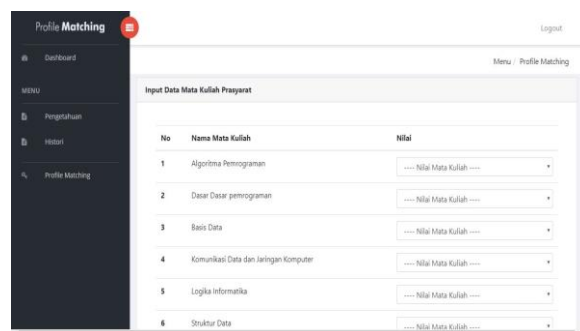 Profile Matching
Logout
Dashboard
Menu / Profile Matching
MENU
Input Data Mata Kuliah Prasyarat
Pengetahuan
Histori
Profile Matching
No Nama Mata Kuliah Nilai
1 Algoritma Pemrograman ---- Nilai Mata Kuliah ----
2 Dasar Dasar pemrograman ---- Nilai Mata Kuliah ----
3 Basis Data ---- Nilai Mata Kuliah ----
4 Komunikasi Data dan Jaringan Komputer ---- Nilai Mata Kuliah ----
5 Logika Informatika ---- Nilai Mata Kuliah ----
6 Struktur Data ---- Nilai Mata Kuliah ----